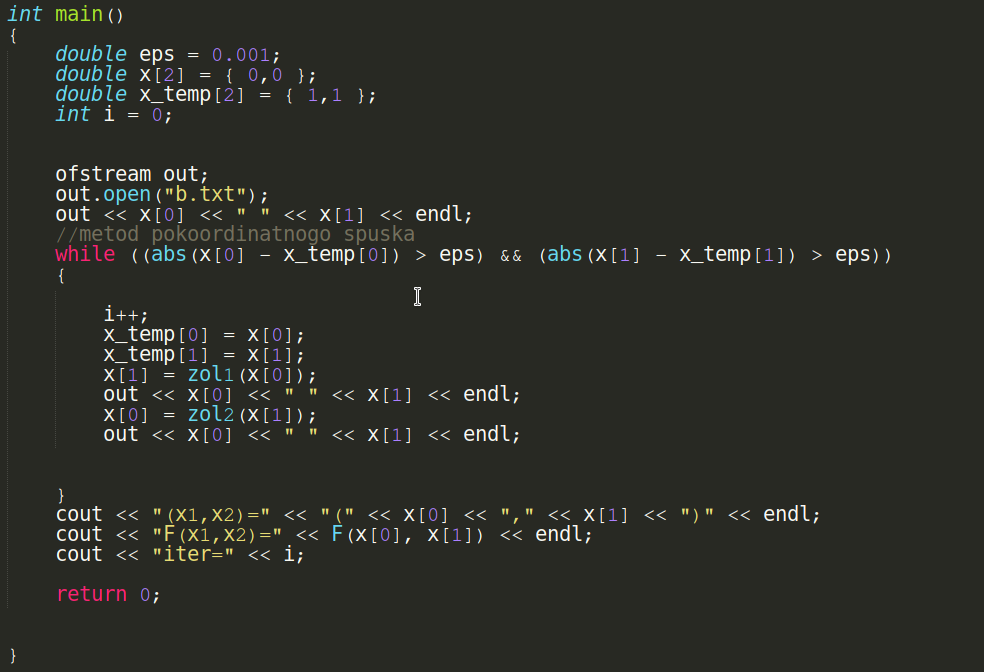 int main()
{
double eps = 0.001;
double x[2] = { 0,0 };
double x_temp[2] = { 1,1 };
int i = 0;
ofstream out;
out.open("b.txt");
out << x[0] << " " << x[1] << endl;
//metod pokoordinatnogo spuska
while ((abs(x[0] - x_temp[0]) > eps) && (abs(x[1] - x_temp[1]) > eps))
{
i++;
x_temp[0] = x[0];
x_temp[1] = x[1];
x[1] = zol1(x[0]);
out << x[0] << " " << x[1] << endl;
x[0] = zol2(x[1]);
out << x[0] << " " << x[1] << endl;
}
cout << "(x1,x2)=" << "(" << x[0] << "," << x[1] << ")" << endl;
cout << "F(x1,x2)=" << F(x[0], x[1]) << endl;
cout << "iter=" << i;
return 0;
}